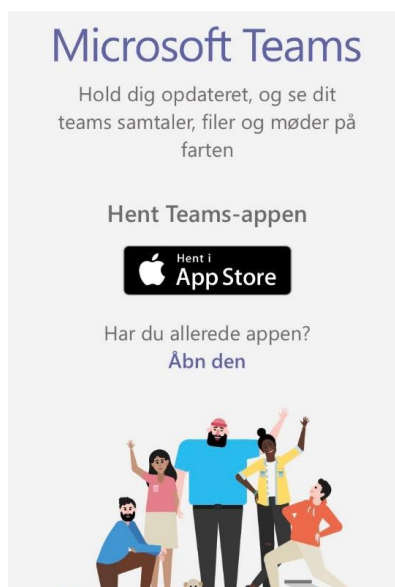 Microsoft Teams
Hold dig opdateret, og se dit
teams samtaler, filer og møder på
farten
Hent Teams-appen
Hent i
App Store
Har du allerede appen?
Åbn den